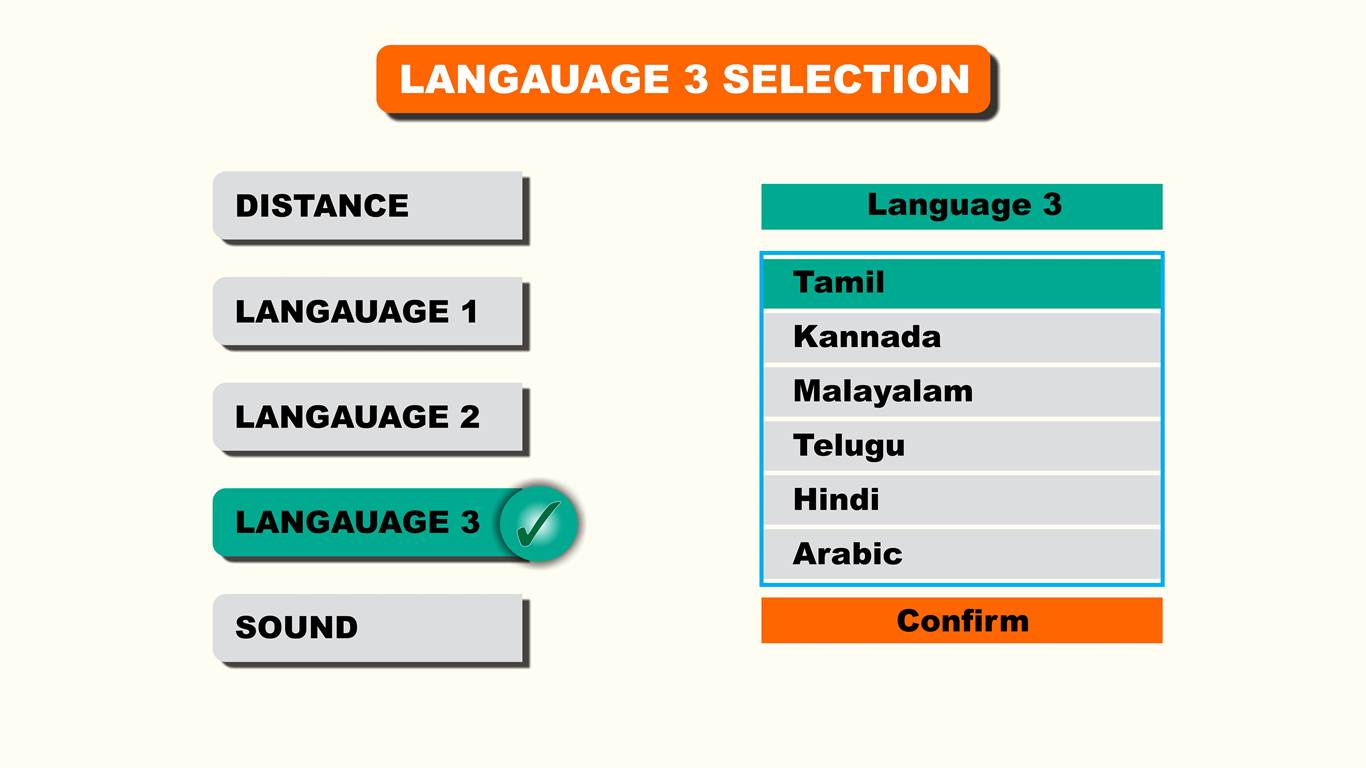 LANGAUAGE 3 SELECTION
DISTANCE
LANGAUAGE 1
LANGAUAGE 2
LANGAUAGE 3
SOUND
Language 3
Tamil
Kannada
Malayalam
Telugu
Hindi
Arabic
Confirm